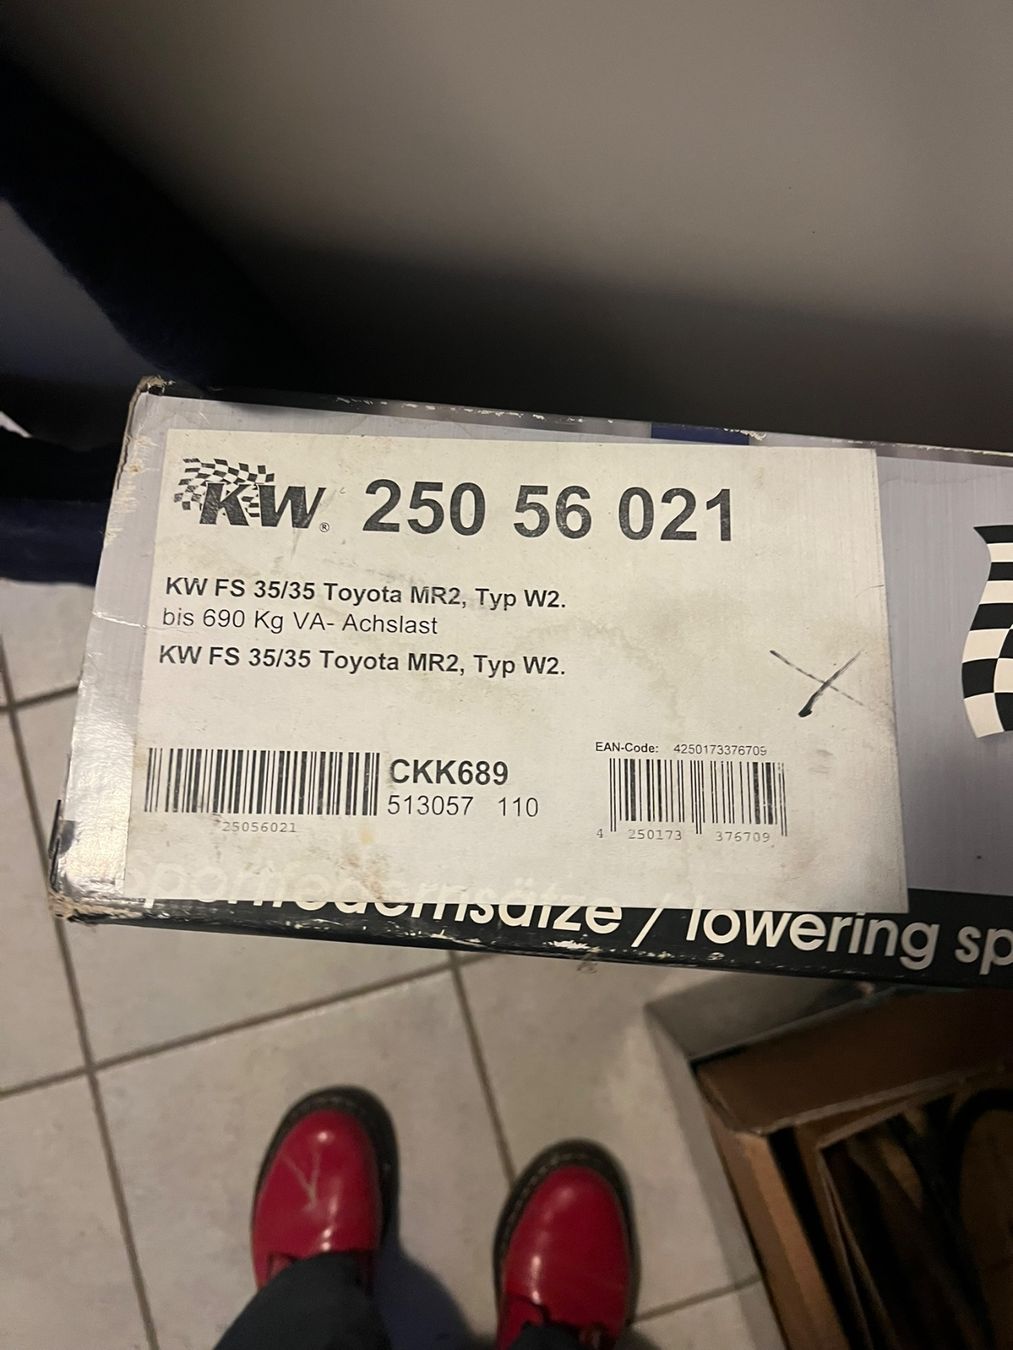 KW® 250 56 021
KW FS 35/35 Toyota MR2, Typ W2.
bis 690 Kg VA- Achslast
KW FS 35/35 Toyota MR2, Typ W2.
25056021
CKK689
513057 110
EAN-Code: 4250173376709
4 250173 376709
sportfedernsätze / lowering sp